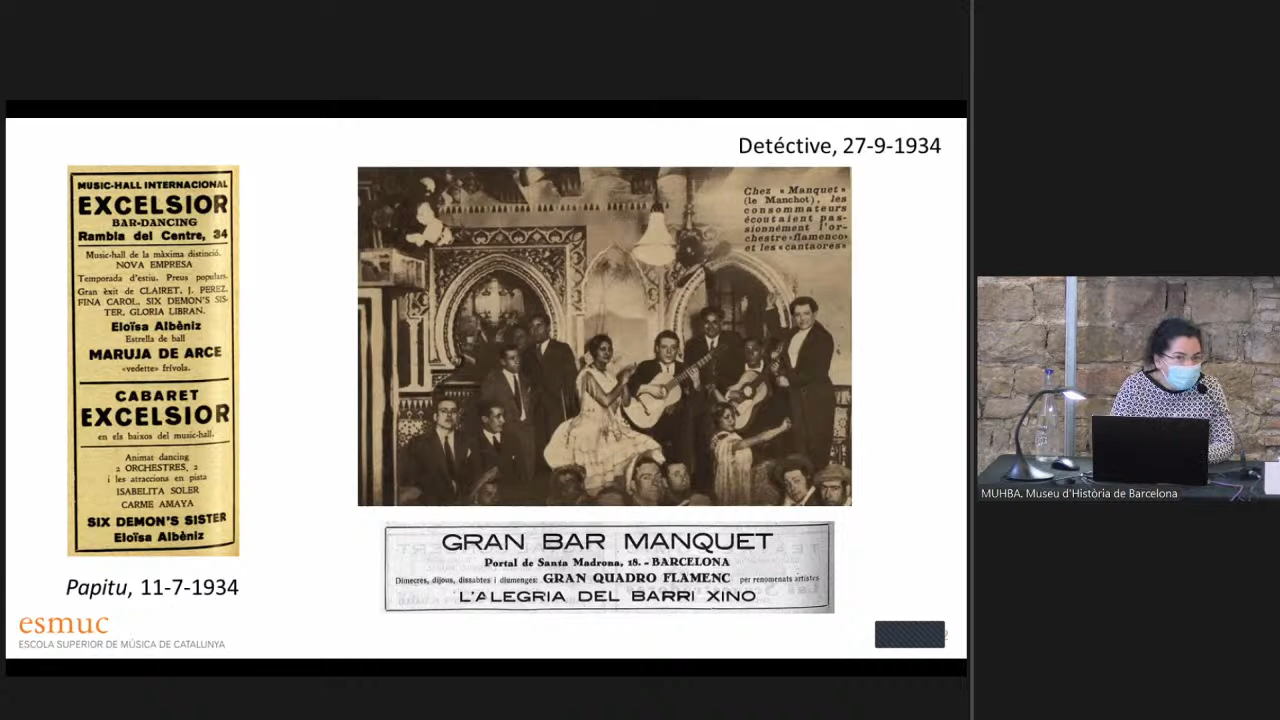 Detéctive, 27-9-1934
MUSIC-HALL INTERNACIONAL
EXCELSIOR
BAR-DANCING
Rambla del Centre, 34
Music-hall de la màxima distinció.
NOVA EMPRESA
Temporada d'estiu. Preus populars.
Gran èxit de CLAIRET, J. PEREZ,
FINA CAROL, SIX DEMON'S SIS-
TER, GLORIA LIBRAN.
Eloïsa Albèniz
Estrella de ball
MARUJA DE ARCE
«vedette» frívola.
CABARET
EXCELSIOR
en els baixos del music-hall.
Animat dancing
2 ORCHESTRES, 2
i les atraccions en pista
ISABELITA SOLER
CARME AMAYA
SIX DEMON'S SISTER
Eloïsa Albèniz
Papitu, 11-7-1934
Chez « Manquet »
(le Manchot), les
consommateurs
écoutaient pas-
sionnément l'or-
chestre «flamenco»
et les «cantaores»
GRAN BAR MANQUET
Portal de Santa Madrona, 18. - BARCELONA
Dimecres, dijous, dissabtes i diumenges: GRAN QUADRO FLAMENC per renomenats artistes
L'ALEGRIA DEL BARRI XINO
esmuc
ESCOLA SUPERIOR DE MÚSICA DE CATALUNYA
MUHBA. Museu d'Història de Barcelona